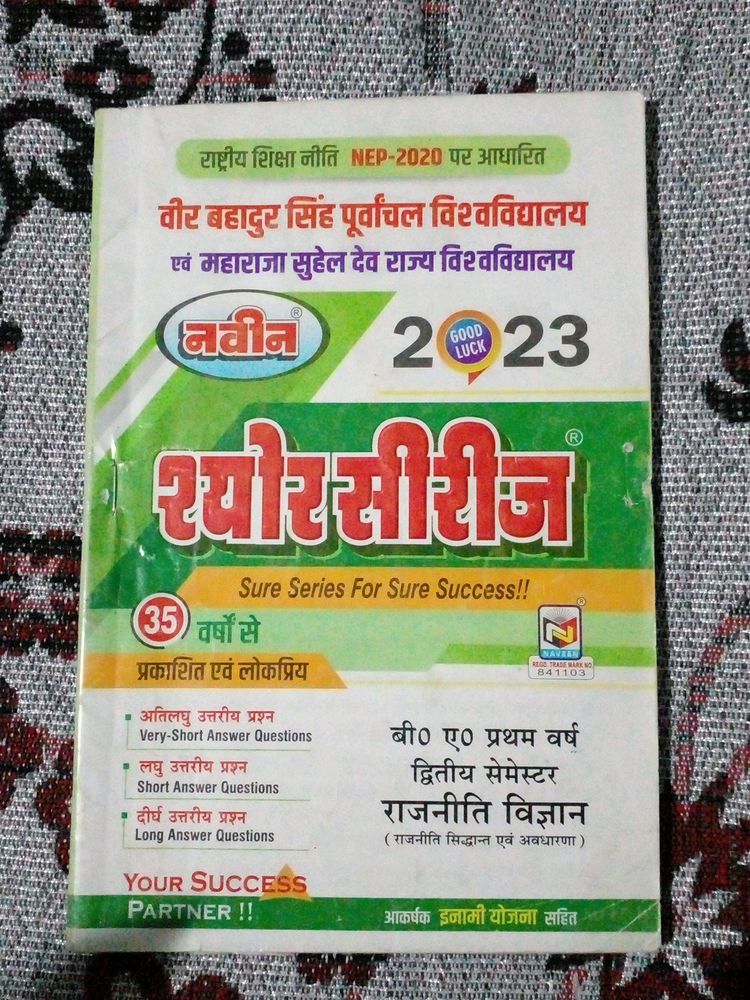 राष्ट्रीय शिक्षा नीति NEP-2020 पर आधारित
वीर बहादुर सिंह पूर्वांचल विश्वविद्यालय
एवं महाराजा सुहेल देव राज्य विश्वविद्यालय
नवीन®
2023
GOOD
LUCK
श्योर सीरीज®
Sure Series For Sure Success!!
35 वर्षों से
प्रकाशित एवं लोकप्रिय
®
NAVEEN
REGD. TRADE MARK NO.
841103
अतिलघु उत्तरीय प्रश्न
Very-Short Answer Questions
लघु उत्तरीय प्रश्न
Short Answer Questions
दीर्घ उत्तरीय प्रश्न
Long Answer Questions
बी0 ए0 प्रथम वर्ष
द्वितीय सेमेस्टर
राजनीति विज्ञान
( राजनीति सिद्धान्त एवं अवधारणा )
YOUR SUCCESS
PARTNER !!
आकर्षक इनामी योजना सहित